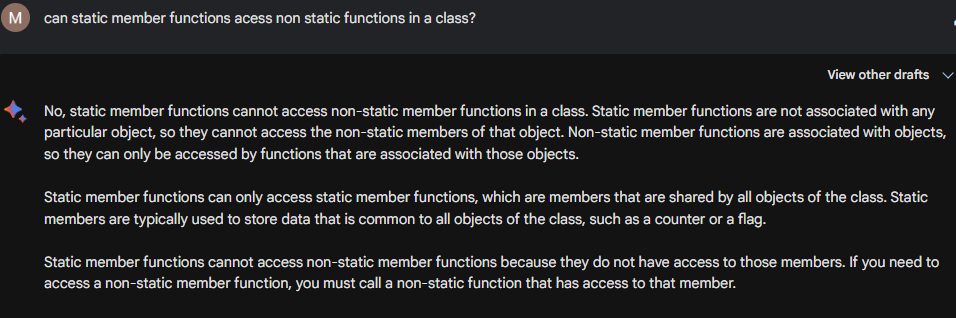 M
can static member functions acess non static functions in a class?
View other drafts
No, static member functions cannot access non-static member functions in a class. Static member functions are not associated with any
particular object, so they cannot access the non-static members of that object. Non-static member functions are associated with objects,
so they can only be accessed by functions that are associated with those objects.
Static member functions can only access static member functions, which are members that are shared by all objects of the class. Static
members are typically used to store data that is common to all objects of the class, such as a counter or a flag.
Static member functions cannot access non-static member functions because they do not have access to those members. If you need to
access a non-static member function, you must call a non-static function that has access to that member.